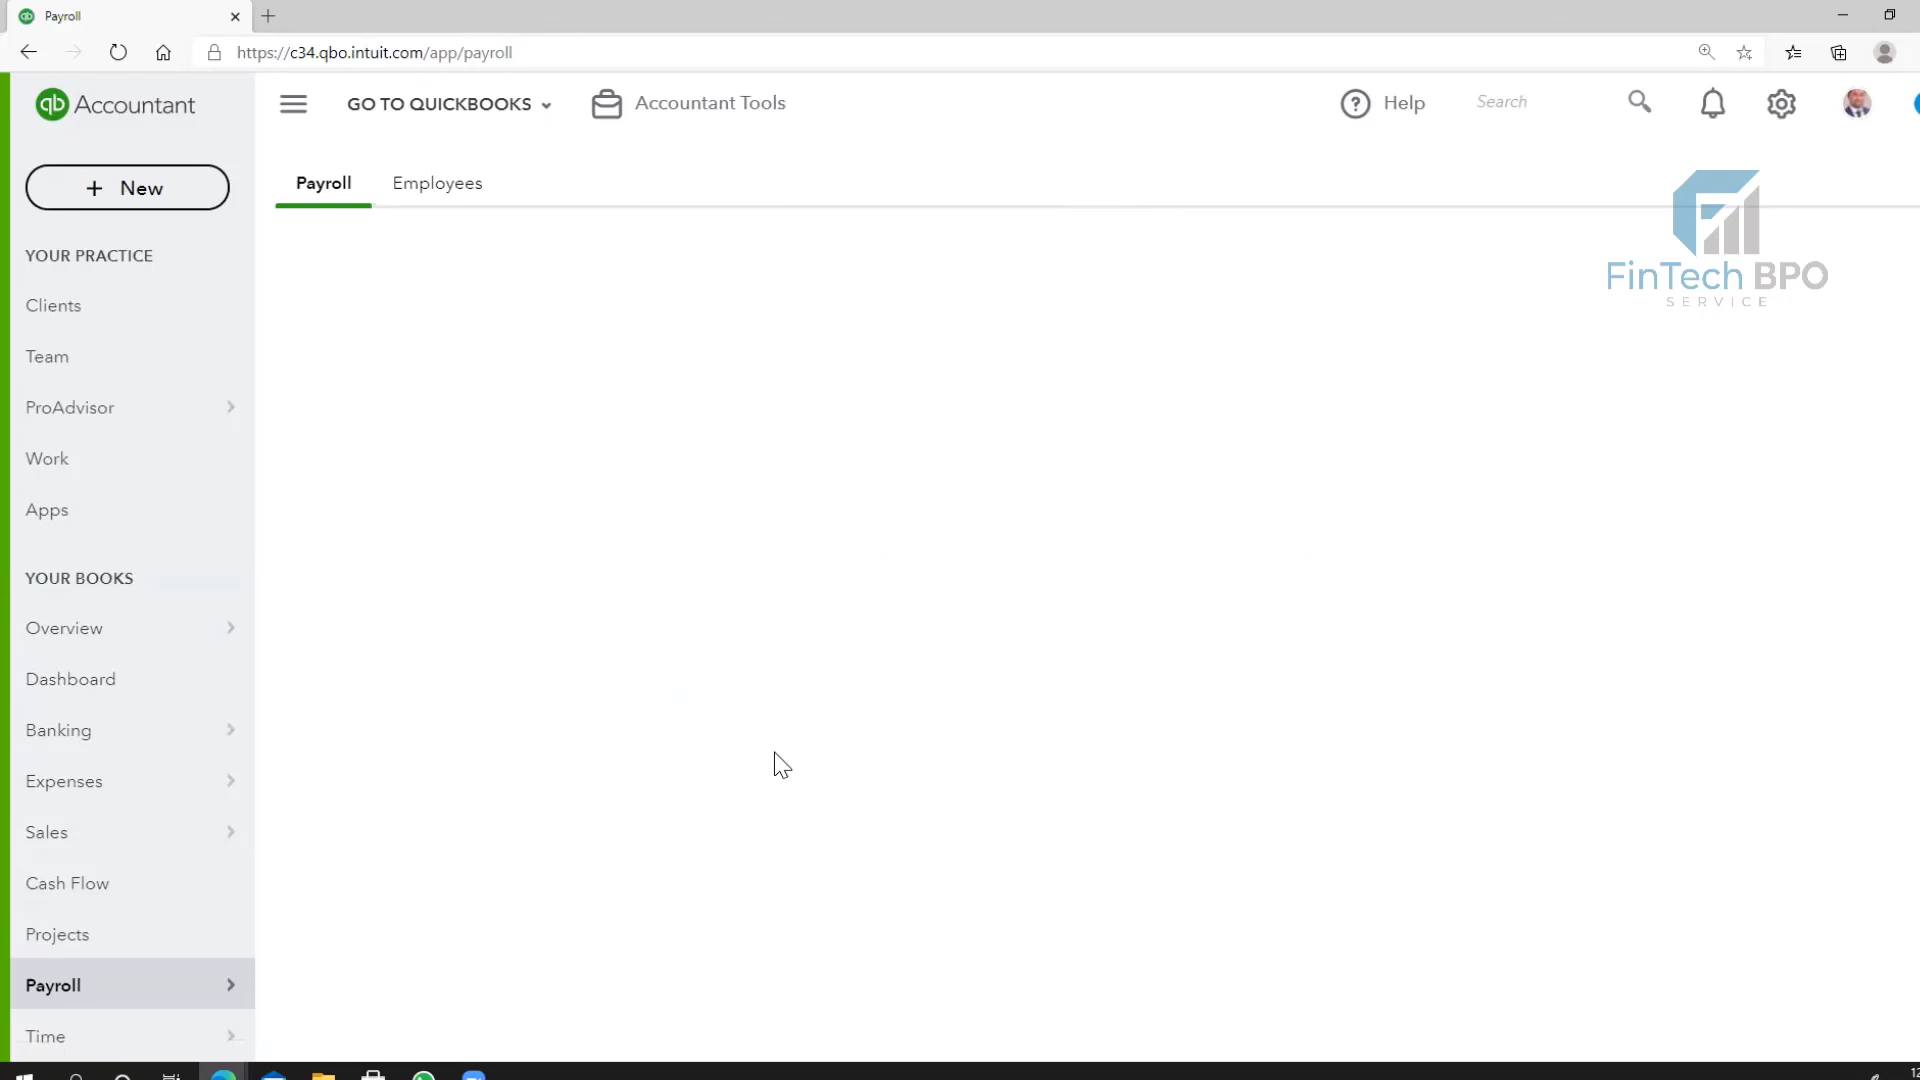 Payroll
https://c34.qbo.intuit.com/app/payroll
qb Accountant
GO TO QUICKBOOKS
Accountant Tools
Help
Search
+ New
Payroll
Employees
FinTech BPO
SERVICE
YOUR PRACTICE
Clients
Team
ProAdvisor
Work
Apps
YOUR BOOKS
Overview
Dashboard
Banking
Expenses
Sales
Cash Flow
Projects
Payroll
Time